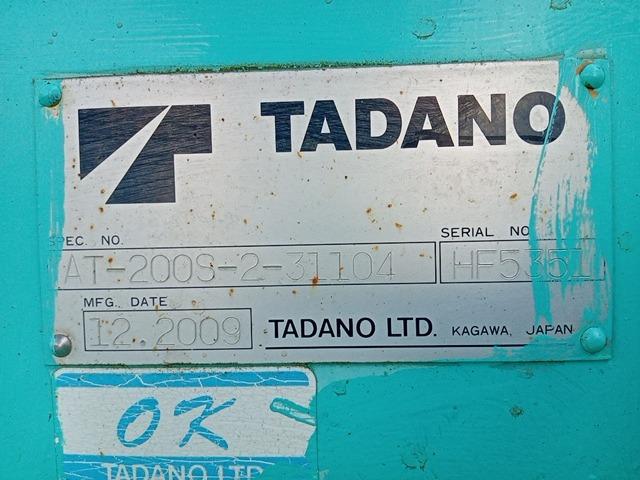 TADANO
SPEC. NO.
SERIAL NO
AT-200S-2-31104
HF5351
MFG. DATE
12.2009
TADANO LTD. KAGAWA, JAPAN
OK
TADANO LTD